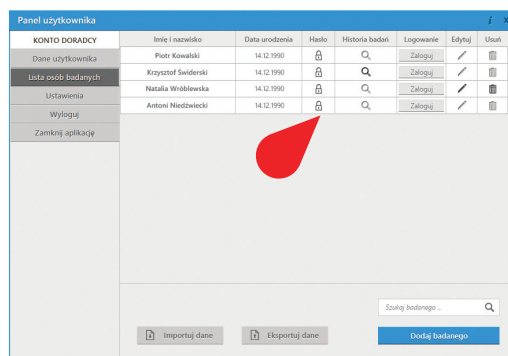 Panel użytkownika i x
KONTO DORADCY
Dane użytkownika
Lista osób badanych
Ustawienia
Wyloguj
Zamknij aplikację
Imię i nazwisko Data urodzenia Hasło Historia badań Logowanie Edytuj Usuń
Piotr Kowalski 14.12.1990 Zaloguj
Krzysztof Świderski 14.12.1990 Zaloguj
Natalia Wróblewska 14.12.1990 Zaloguj
Antoni Niedźwiecki 14.12.1990 Zaloguj
Szukaj badanego ...
Importuj dane Eksportuj dane Dodaj badanego